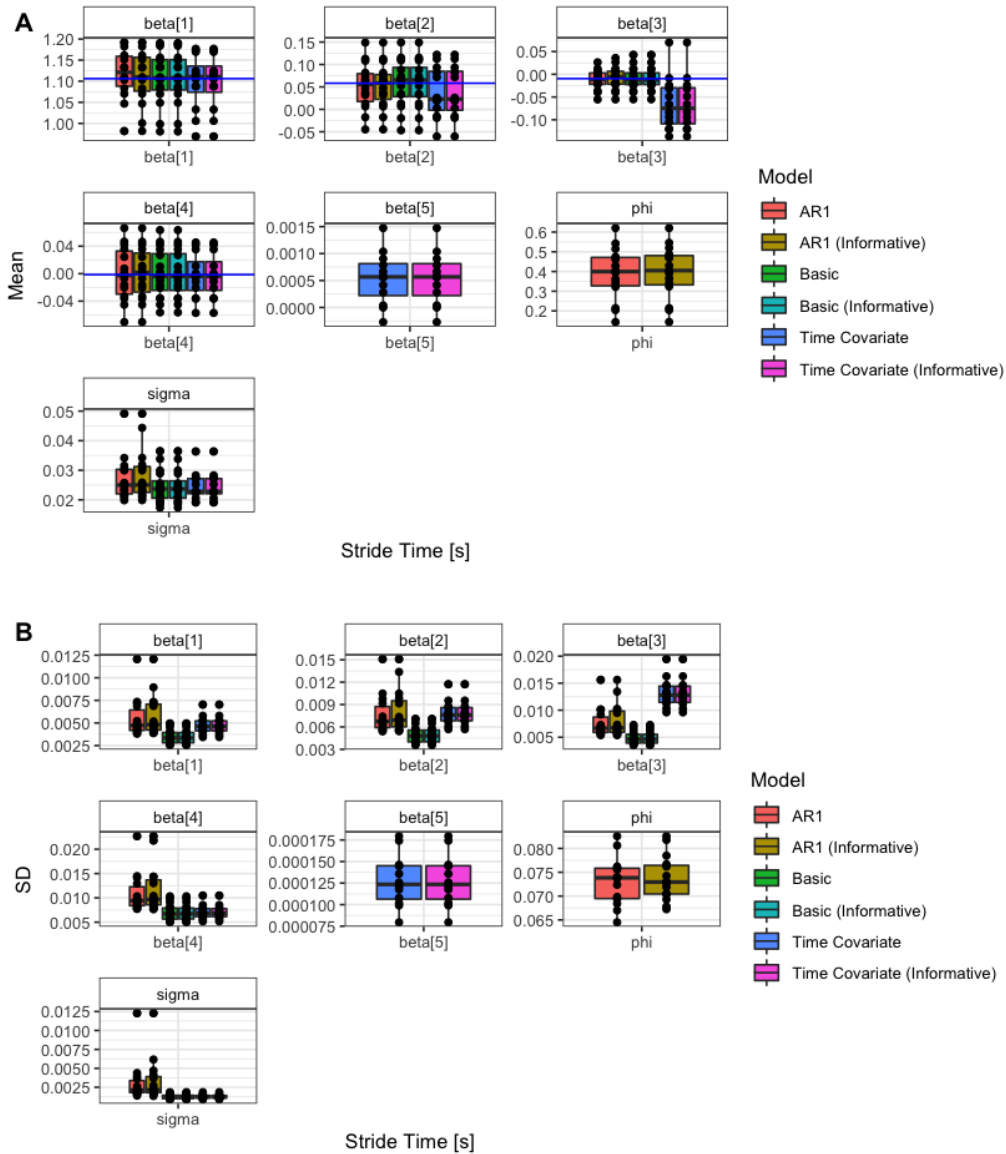 A
beta[1]
beta[2]
beta[3]
1.20
1.15
1.10
1.05
1.00
0.15
0.10
0.05
0.00
-0.05
0.05
0.00
-0.05
-0.10
beta[1]
beta[2]
beta[3]
beta[4]
beta[5]
phi
Mean
0.04
0.00
-0.04
0.0015
0.0010
0.0005
0.0000
0.6
0.5
0.4
0.3
0.2
beta[4]
beta[5]
phi
sigma
0.05
0.04
0.03
0.02
sigma
Stride Time [s]
Model
AR1
AR1 (Informative)
Basic
Basic (Informative)
Time Covariate
Time Covariate (Informative)
B
beta[1]
beta[2]
beta[3]
0.0125
0.0100
0.0075
0.0050
0.0025
0.015
0.012
0.009
0.006
0.003
0.020
0.015
0.010
0.005
beta[1]
beta[2]
beta[3]
beta[4]
beta[5]
phi
SD
0.020
0.015
0.010
0.005
0.000175
0.000150
0.000125
0.000100
0.000075
0.080
0.075
0.070
0.065
beta[4]
beta[5]
phi
sigma
0.0125
0.0100
0.0075
0.0050
0.0025
sigma
Stride Time [s]
Model
AR1
AR1 (Informative)
Basic
Basic (Informative)
Time Covariate
Time Covariate (Informative)